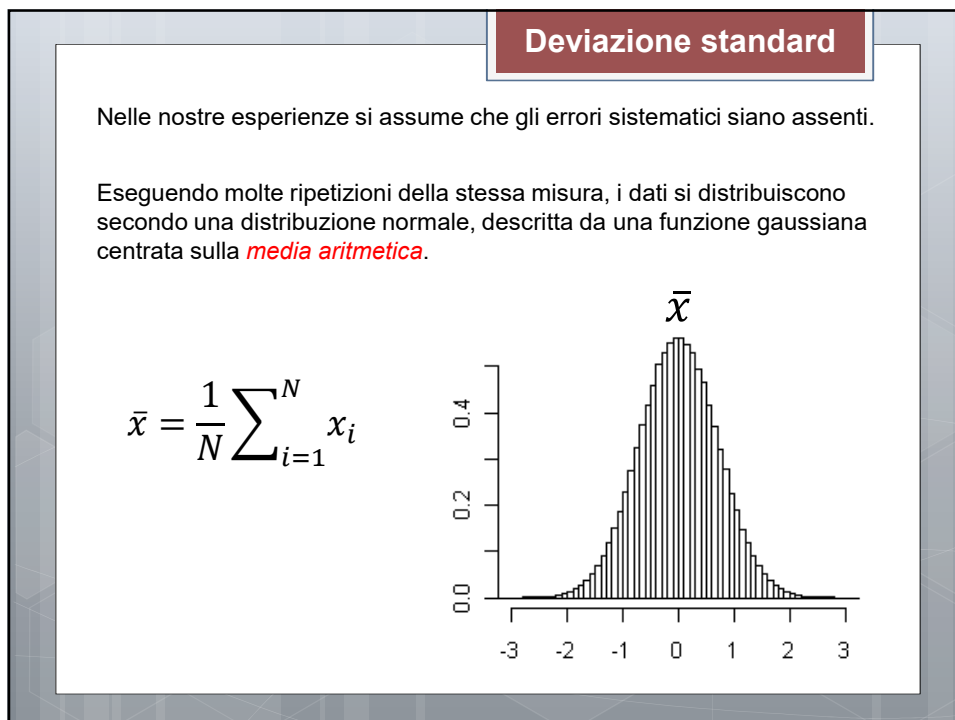 Deviazione standard
Nelle nostre esperienze si assume che gli errori sistematici siano assenti.
Eseguendo molte ripetizioni della stessa misura, i dati si distribuiscono
secondo una distribuzione normale, descritta da una funzione gaussiana
centrata sulla media aritmetica.
x̄ = 1/N ∑_{i=1}^{N} x_i
x̄
0.4
0.2
0.0
-3 -2 -1 0 1 2 3